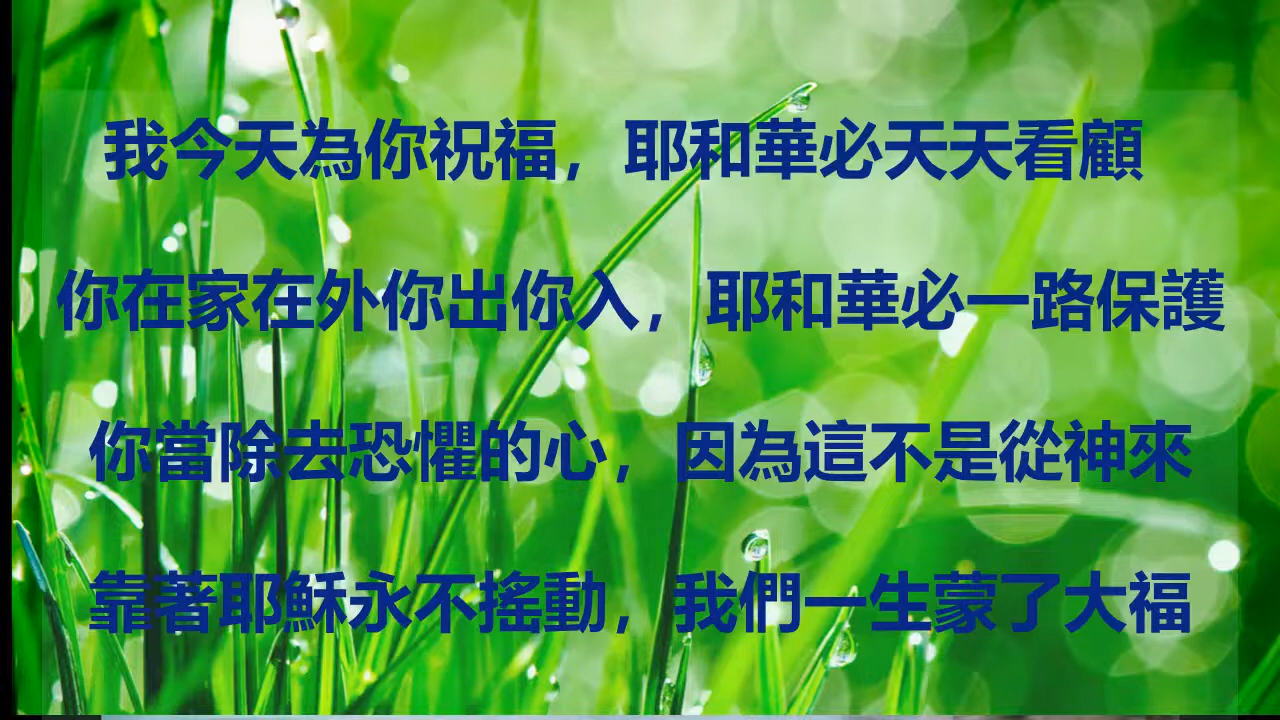 我今天為你祝福，耶和華必天天看顧
你在家在外你出你入，耶和華必一路保護
你當除去恐懼的心，因為這不是從神來
靠著耶穌永不搖動，我們一生蒙了大福